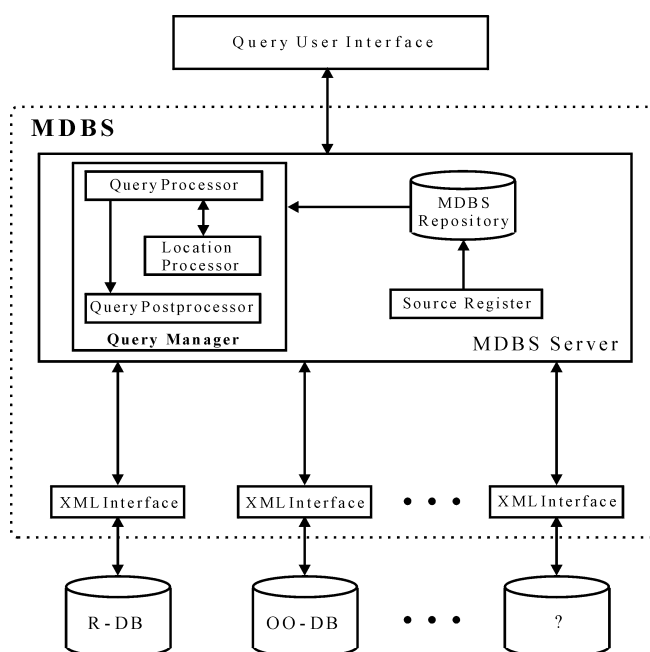 Query User Interface
MDBS
Query Processor
Location
Processor
Query Postprocessor
Query Manager
MDBS
Repository
Source Register
MDBS Server
XML Interface
XML Interface
• • •
XML Interface
R-DB
OO-DB
• • •
?